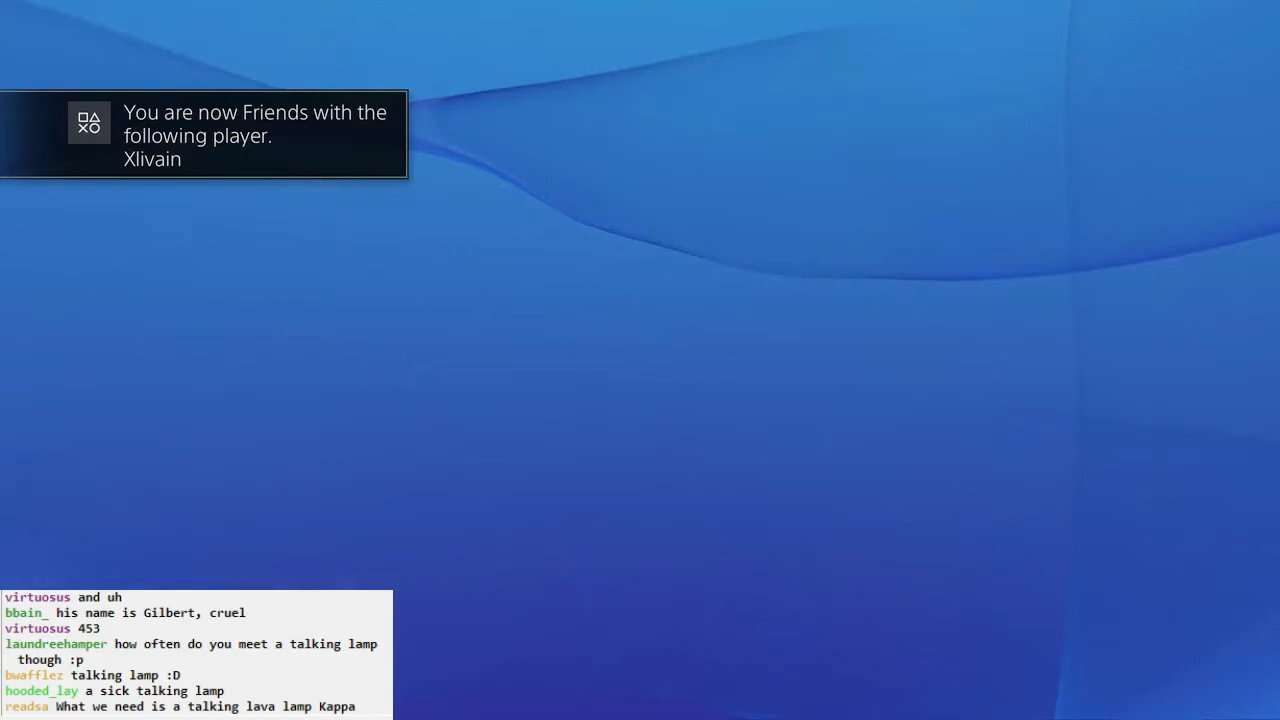 You are now Friends with the
following player.
Xlivain
virtuosus and uh
bbain_ his name is Gilbert, cruel
virtuosus 453
laundreehamper how often do you meet a talking lamp
though :p
bwafflez talking lamp :D
hooded_lay a sick talking lamp
readsa What we need is a talking lava lamp Kappa